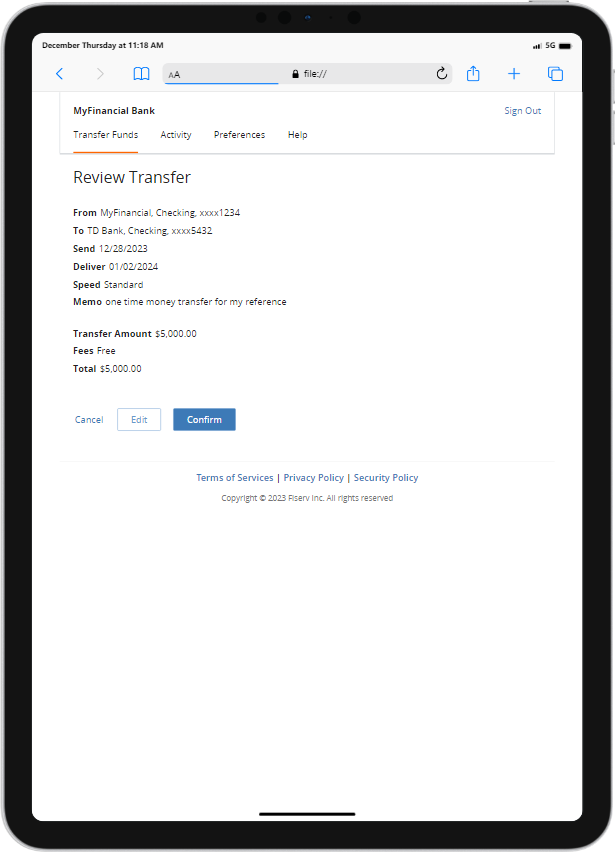 December Thursday at 11:18 AM 5G
AA file://
MyFinancial Bank Sign Out
Transfer Funds Activity Preferences Help
Review Transfer
From MyFinancial, Checking, xxxx1234
To TD Bank, Checking, xxxx5432
Send 12/28/2023
Deliver 01/02/2024
Speed Standard
Memo one time money transfer for my reference
Transfer Amount $5,000.00
Fees Free
Total $5,000.00
Cancel Edit Confirm
Terms of Services | Privacy Policy | Security Policy
Copyright © 2023 Fiserv Inc. All rights reserved